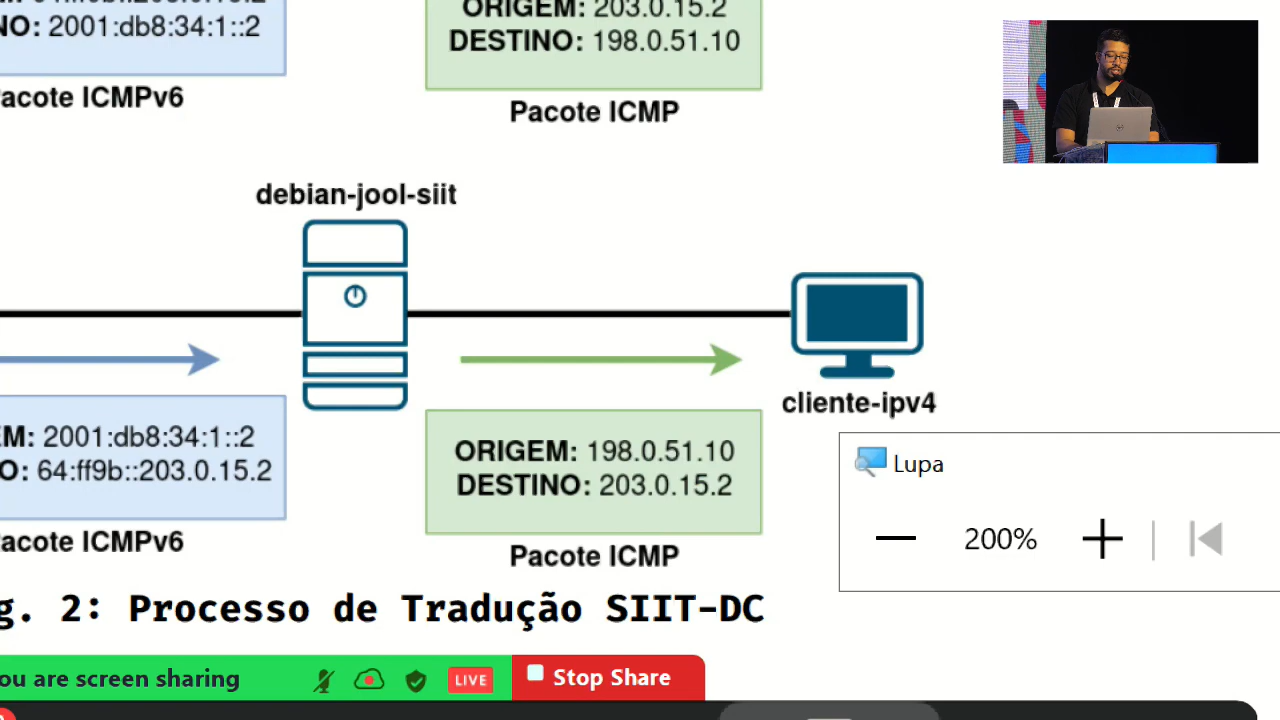 NO: 2001:db8:34:1::2
ORIGEM: 203.0.15.2
DESTINO: 198.0.51.10
Pacote ICMPv6
Pacote ICMP
debian-jool-siit
cliente-ipv4
EM: 2001:db8:34:1::2
O: 64:ff9b::203.0.15.2
ORIGEM: 198.0.51.10
DESTINO: 203.0.15.2
Pacote ICMPv6
Pacote ICMP
Lupa
200%
g. 2: Processo de Tradução SIIT-DC
ou are screen sharing
LIVE
Stop Share